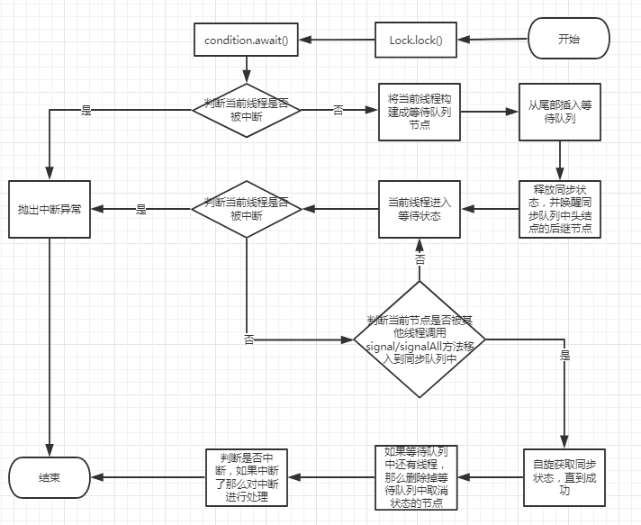 condition.await()
Lock.lock()
开始
判断当前线程是否
被中断
是
否
将当前线程构
建成等待队列
节点
从尾部插入等
待队列
抛出中断异常
是
判断当前线程是否
被中断
当前线程进入
等待状态
释放同步状
态，并唤醒同
步队列中头结
点的后继节点
否
否
判断当前节点是否被其
他线程调用
signal/signalAll方法移
入到同步队列中
是
结束
判断是否中
断，如果中断
了那么对中断
进行处理
如果等待队列
中还有线程，
那么删除掉等
待队列中取消
状态的节点
自旋获取同步
状态，直到成
功